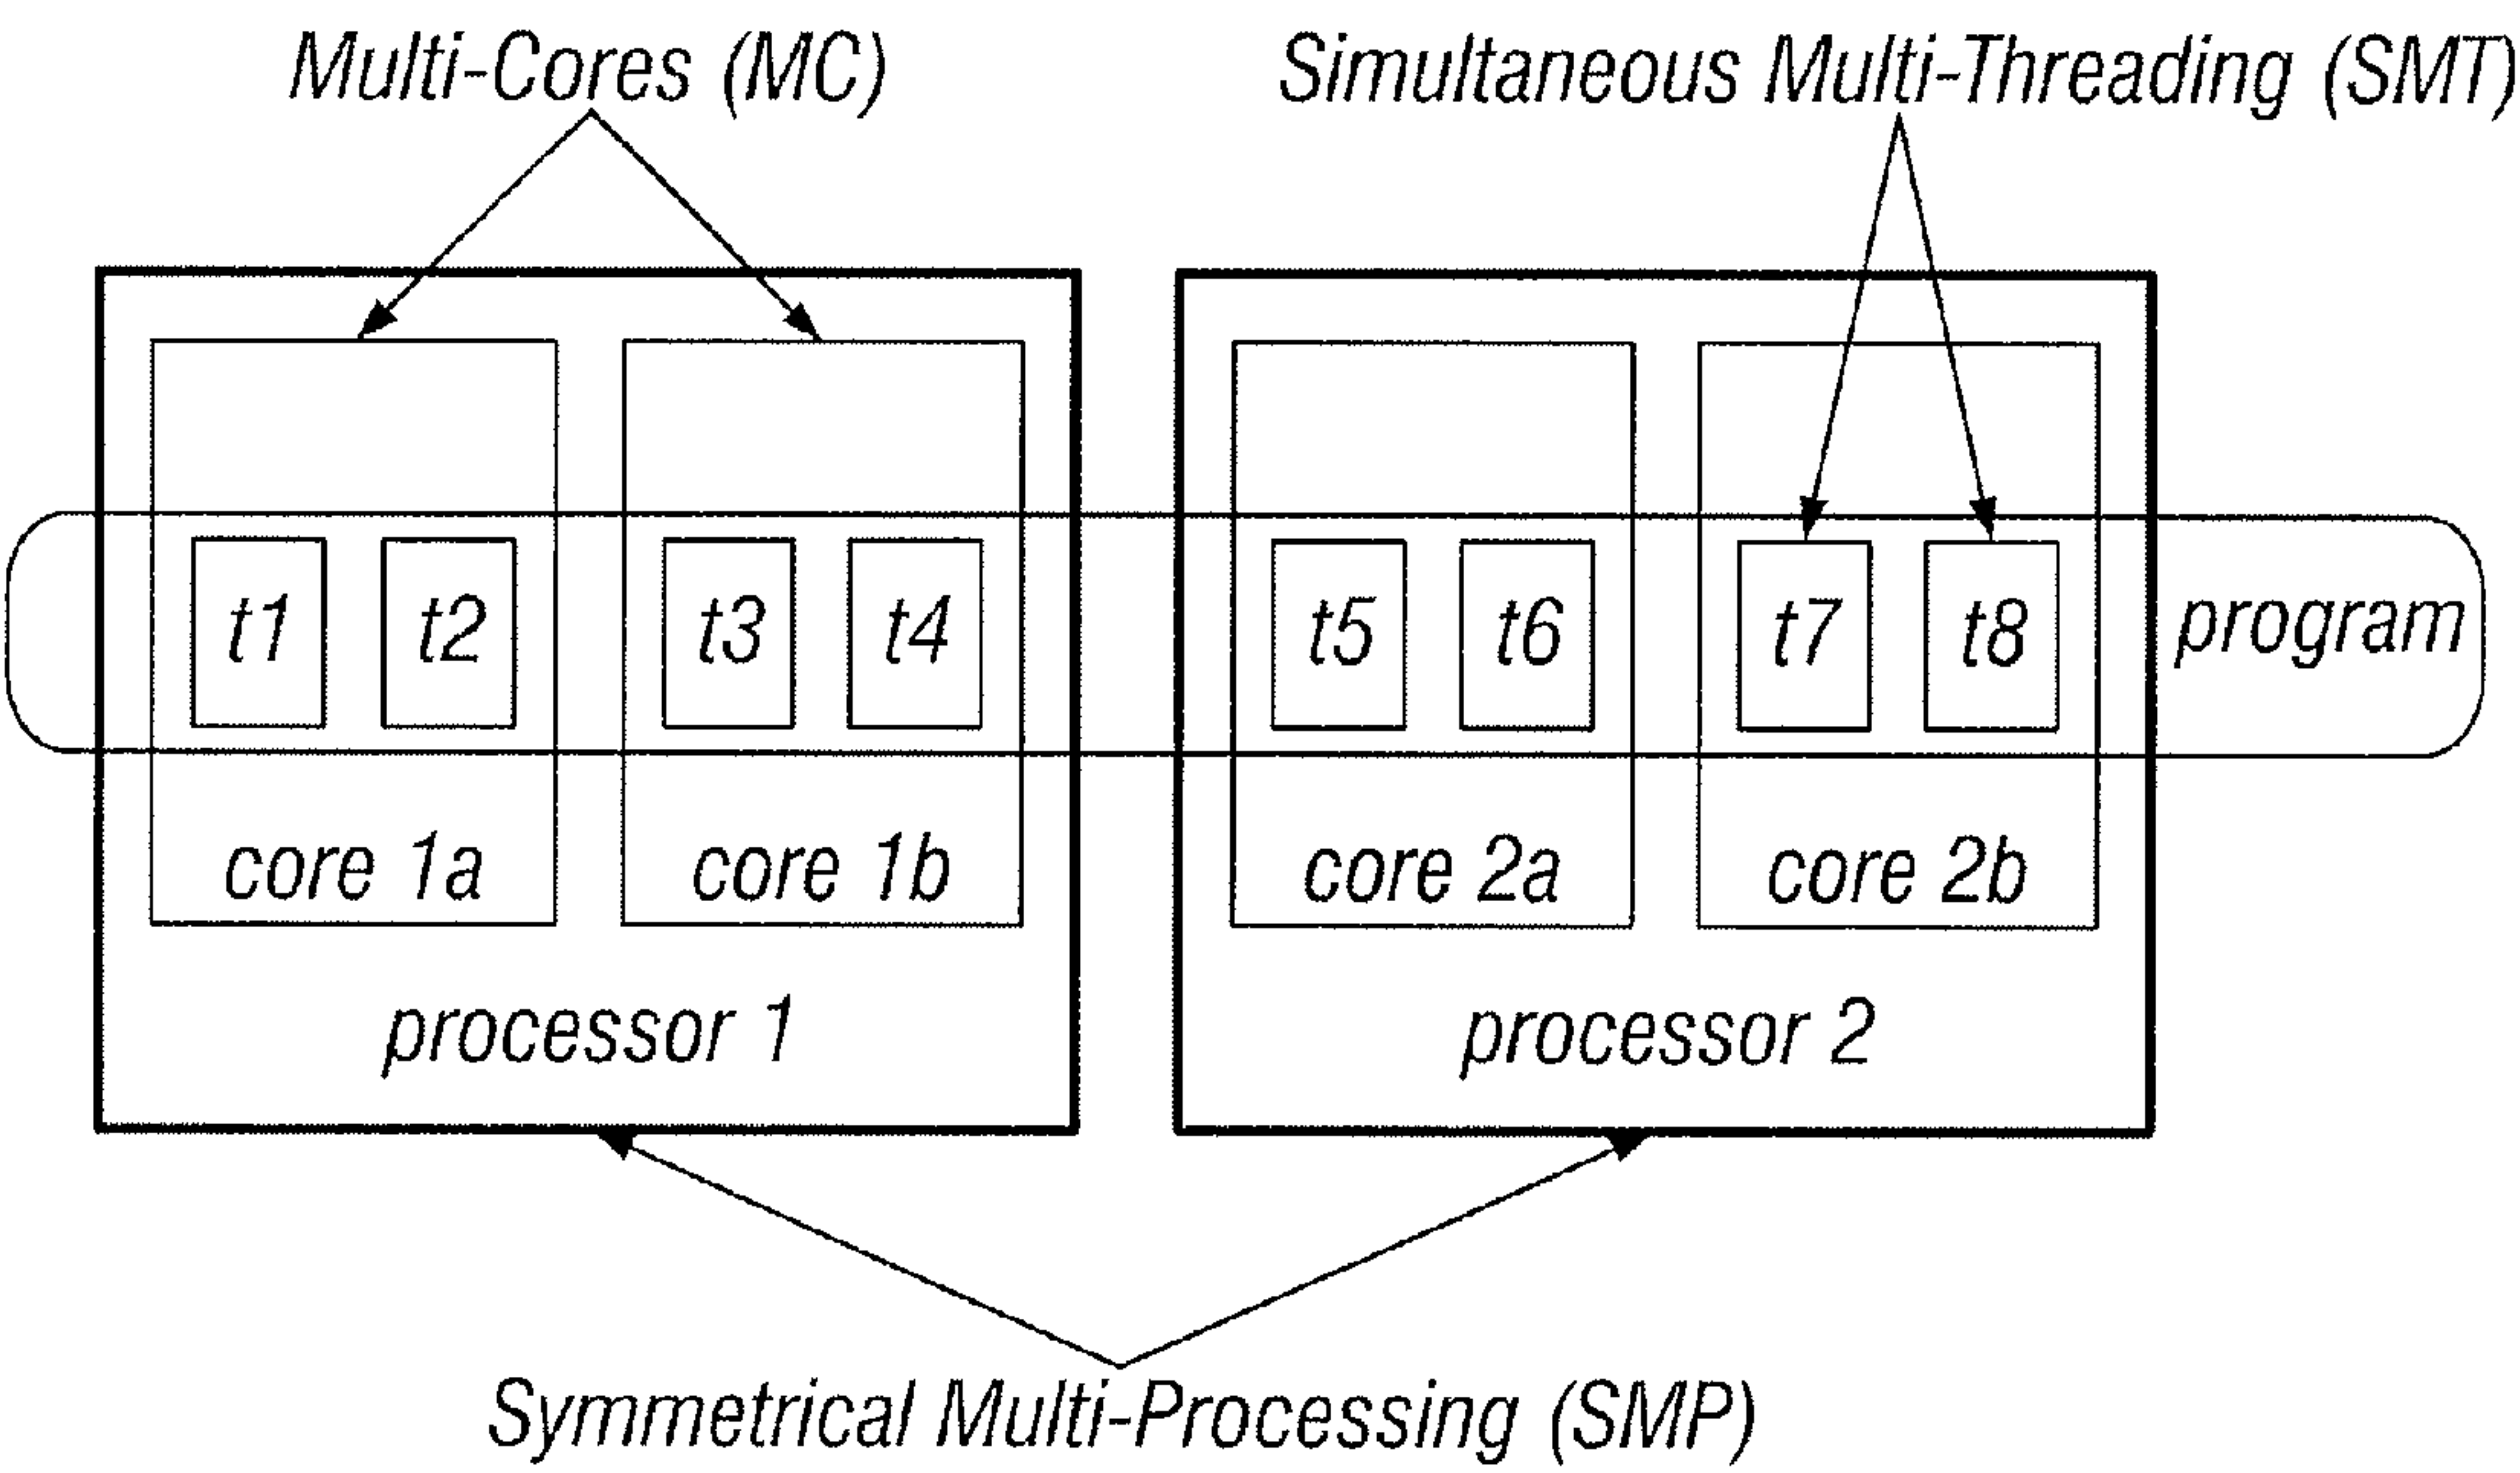 Multi-Cores (MC)
Simultaneous Multi-Threading (SMT)
t1 t2 t3 t4 t5 t6 t7 t8 program
core 1a core 1b core 2a core 2b
processor 1 processor 2
Symmetrical Multi-Processing (SMP)